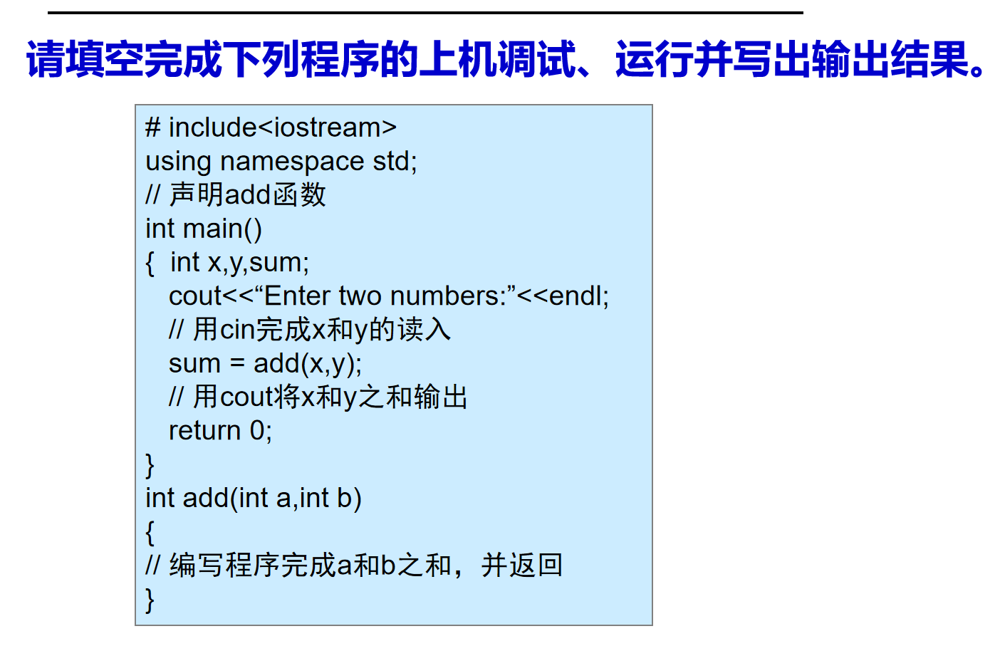 请填空完成下列程序的上机调试、运行并写出输出结果。
# include<iostream>
using namespace std;
// 声明add函数
int main()
{  int x,y,sum;
   cout<<“Enter two numbers:”<<endl;
   // 用cin完成x和y的读入
   sum = add(x,y);
   // 用cout将x和y之和输出
   return 0;
}
int add(int a,int b)
{
// 编写程序完成a和b之和，并返回
}